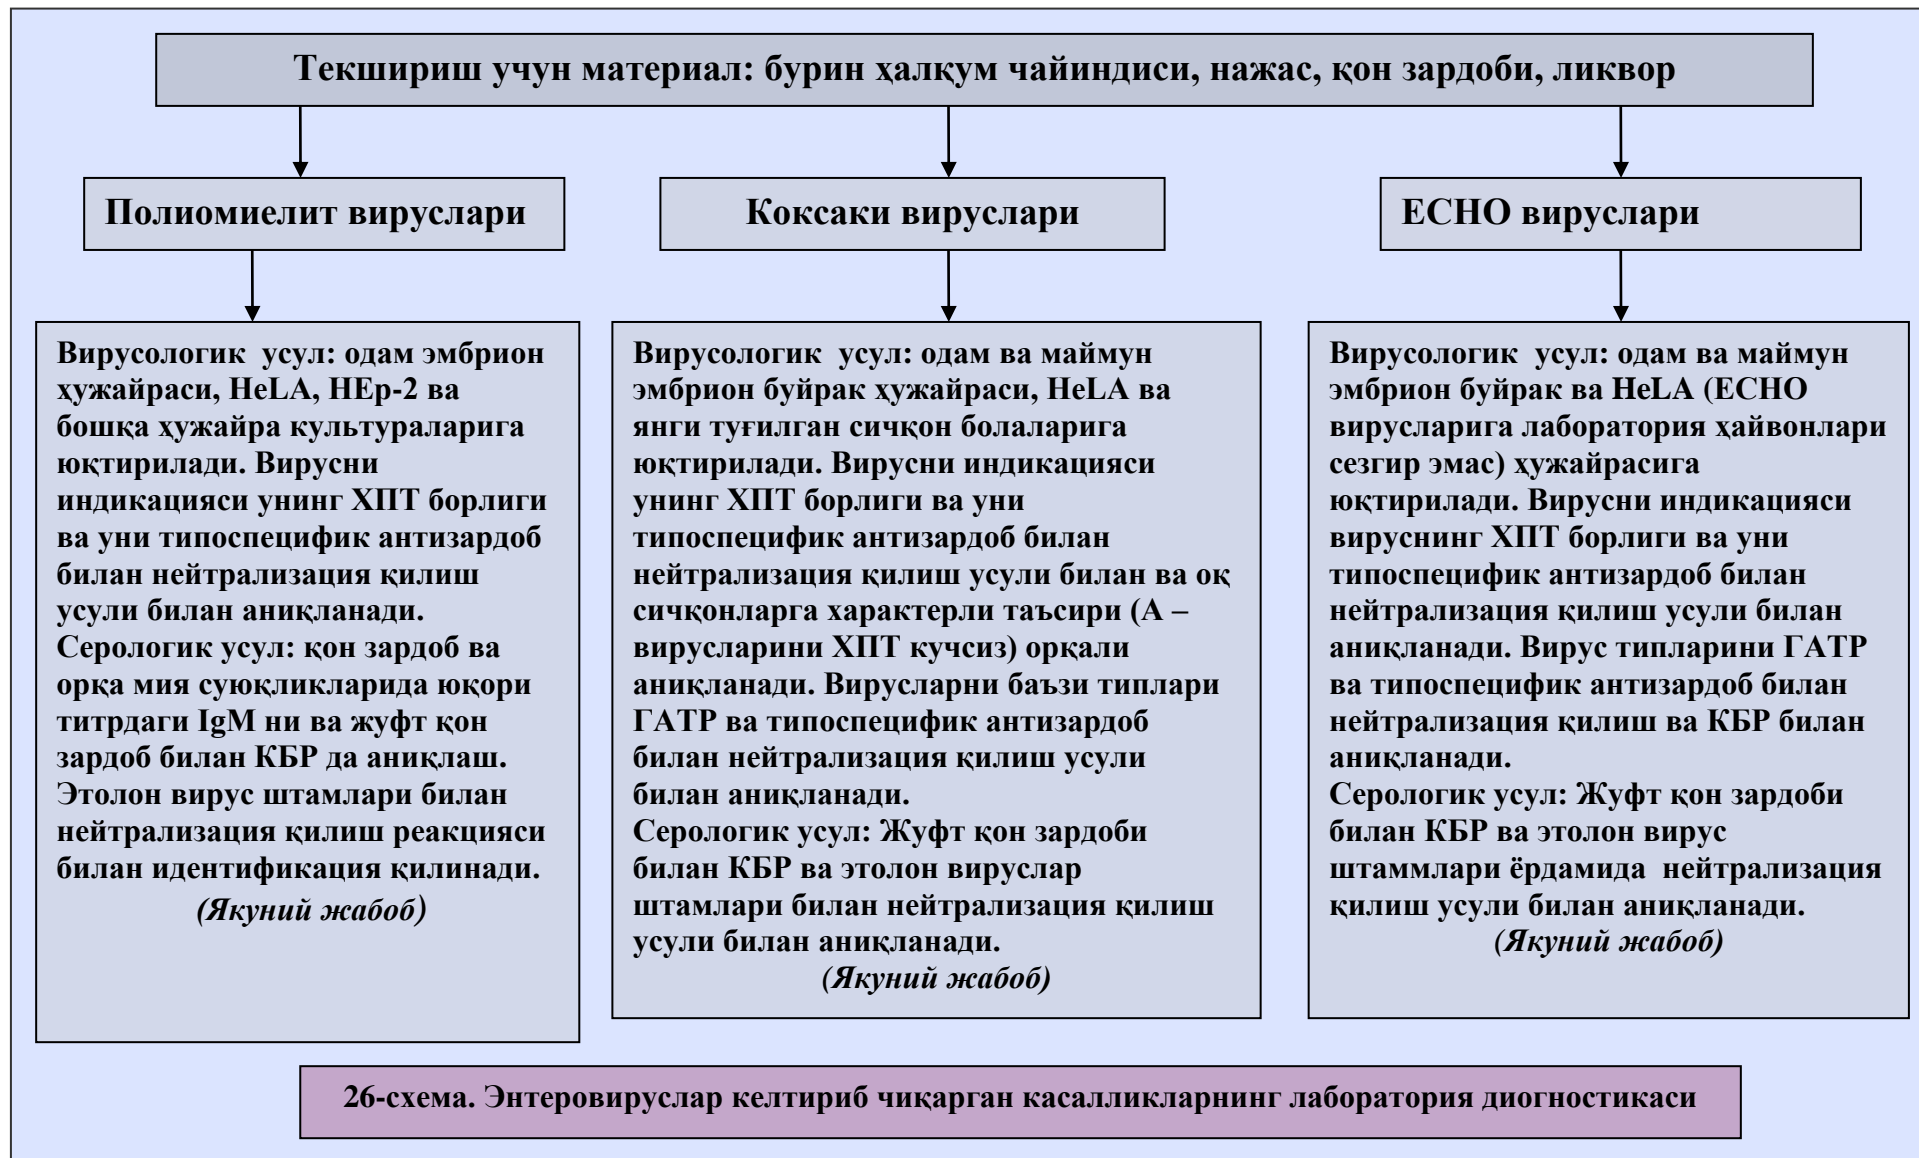 Текшириш учун материал: бурин ҳалқум чайиндиси, нажас, қон зардоби, ликвор
Полиомиелит вируслари
Коксаки вируслари
ЕСНО вируслари
Вирусологик усул: одам эмбрион
ҳужайраси, HeLA, HEp-2 ва
бошқа ҳужайра культураларига
юқтирилади. Вирусни
индикацияси унинг ХПТ борлиги
ва уни типоспецифик антизардоб
билан нейтрализация қилиш
усули билан аниқланади.
Серологик усул: қон зардоб ва
орқа мия суюқликларида юқори
титрдаги IgM ни ва жуфт қон
зардоб билан КБР да аниқлаш.
Этолон вирус штамлари билан
нейтрализация қилиш реакцияси
билан идентификация қилинади.
(Якуний жабоб)
Вирусологик усул: одам ва маймун
эмбрион буйрак ҳужайраси, HeLA ва
янги туғилган сичқон болаларига
юқтирилади. Вирусни индикацияси
унинг ХПТ борлиги ва уни
типоспецифик антизардоб билан
нейтрализация қилиш усули билан ва оқ
сичқонларга характерли таъсири (А –
вирусларини ХПТ кучсиз) орқали
аниқланади. Вирусларни баъзи типлари
ГАТР ва типоспецифик антизардоб
билан нейтрализация қилиш усули
билан аниқланади.
Серологик усул: Жуфт қон зардоби
билан КБР ва этолон вируслар
штамлари билан нейтрализация қилиш
усули билан аниқланади.
(Якуний жабоб)
Вирусологик усул: одам ва маймун
эмбрион буйрак ва HeLA (ЕСНО
вирусларига лаборатория ҳайвонлари
сезгир эмас) ҳужайрасига
юқтирилади. Вирусни индикацияси
вируснинг ХПТ борлиги ва уни
типоспецифик антизардоб билан
нейтрализация қилиш усули билан
аниқланади. Вирус типларини ГАТР
ва типоспецифик антизардоб билан
нейтрализация қилиш ва КБР билан
аниқланади.
Серологик усул: Жуфт қон зардоби
билан КБР ва этолон вирус
штаммлари ёрдамида нейтрализация
қилиш усули билан аниқланади.
(Якуний жабоб)
26-схема. Энтеровируслар келтириб чиқарган касалликларнинг лаборатория диогностикаси